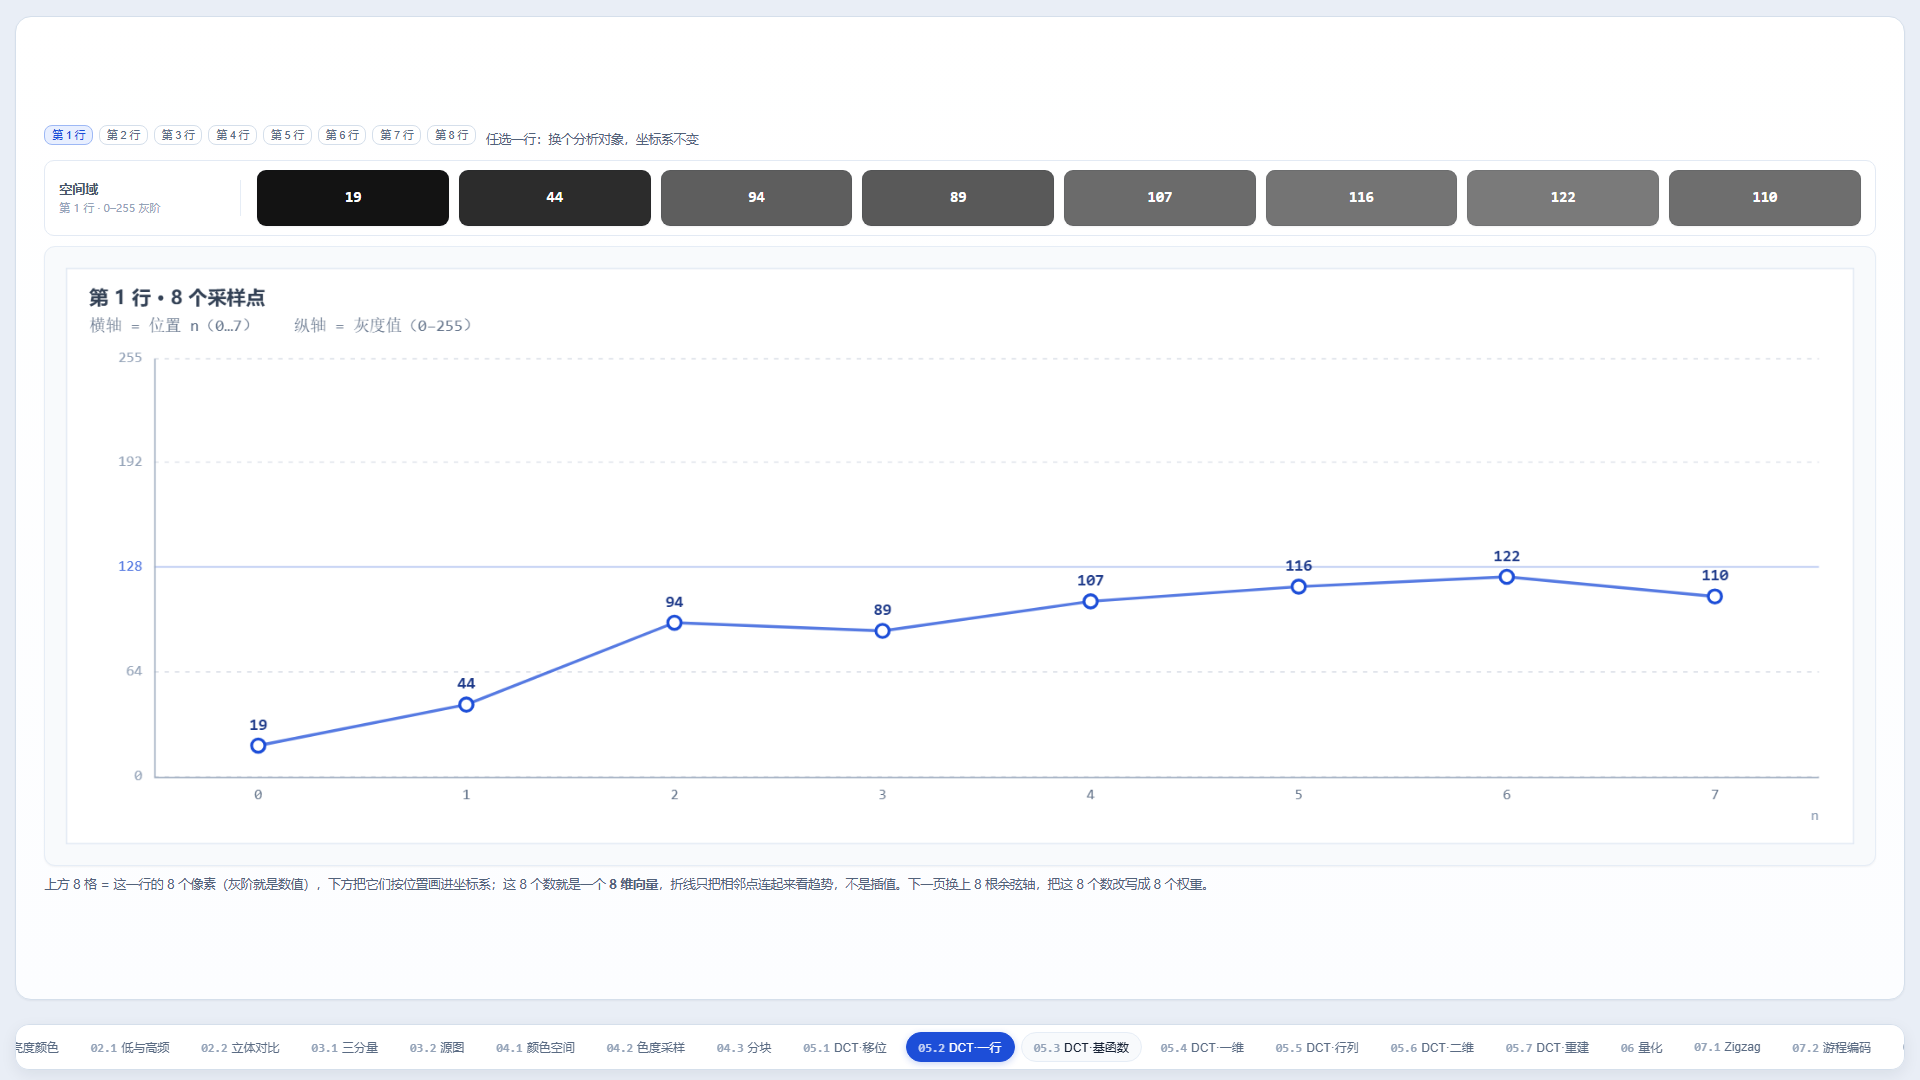 第 1 行 第 2 行 第 3 行 第 4 行 第 5 行 第 6 行 第 7 行 第 8 行 任选一行：换个分析对象，坐标系不变
空间域
第 1 行 · 0–255 灰阶
19 44 94 89 107 116 122 110
第 1 行 · 8 个采样点
横轴 = 位置 n（0…7） 纵轴 = 灰度值（0–255）
255
192
128
64
0
19 44 94 89 107 116 122 110
0 1 2 3 4 5 6 7
n
上方 8 格 = 这一行的 8 个像素（灰阶就是数值），下方把它们按位置画进坐标系；这 8 个数就是一个 8 维向量，折线只把相邻点连起来看趋势，不是插值。下一页换上 8 根余弦轴，把这 8 个数改写成 8 个权重。
亮度颜色 02.1 低与高频 02.2 立体对比 03.1 三分量 03.2 源图 04.1 颜色空间 04.2 色度采样 04.3 分块 05.1 DCT·移位 05.2 DCT·一行 05.3 DCT·基函数 05.4 DCT·一维 05.5 DCT·行列 05.6 DCT·二维 05.7 DCT·重建 06 量化 07.1 Zigzag 07.2 游程编码